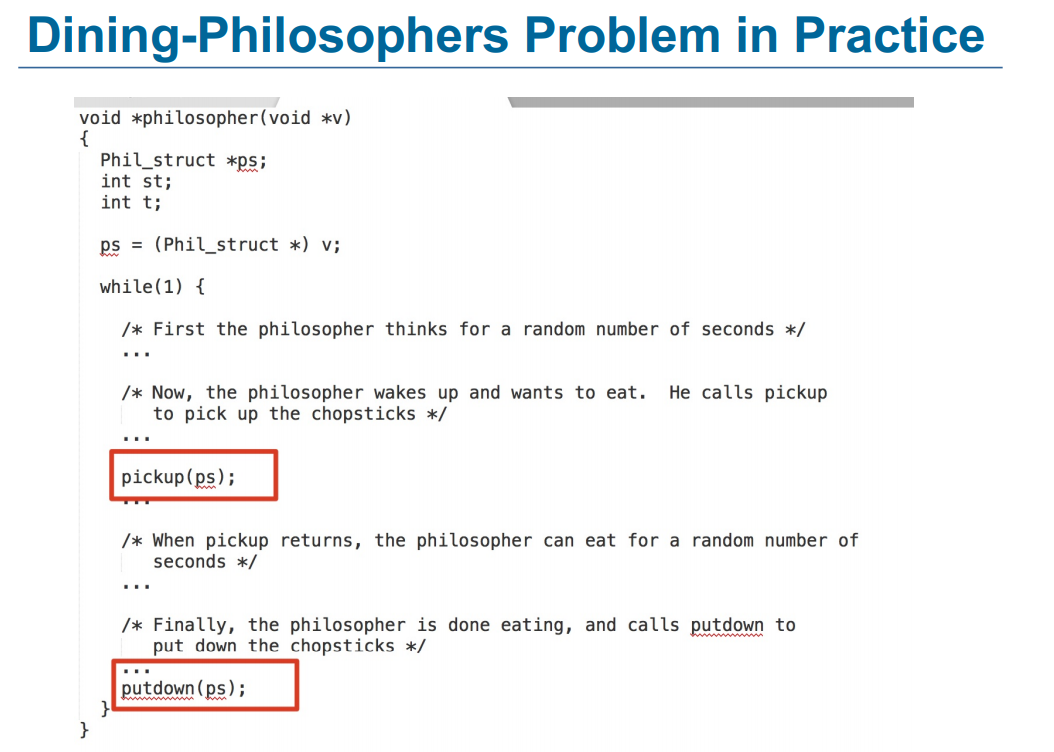 Dining-Philosophers Problem in Practice
void *philosopher(void *v)
{
Phil_struct *ps;
int st;
int t;
ps = (Phil_struct *) v;
while(1) {
/* First the philosopher thinks for a random number of seconds */
...
/* Now, the philosopher wakes up and wants to eat.  He calls pickup
to pick up the chopsticks */
...
pickup(ps);
...
/* When pickup returns, the philosopher can eat for a random number of
seconds */
...
/* Finally, the philosopher is done eating, and calls putdown to
put down the chopsticks */
...
putdown(ps);
}
}